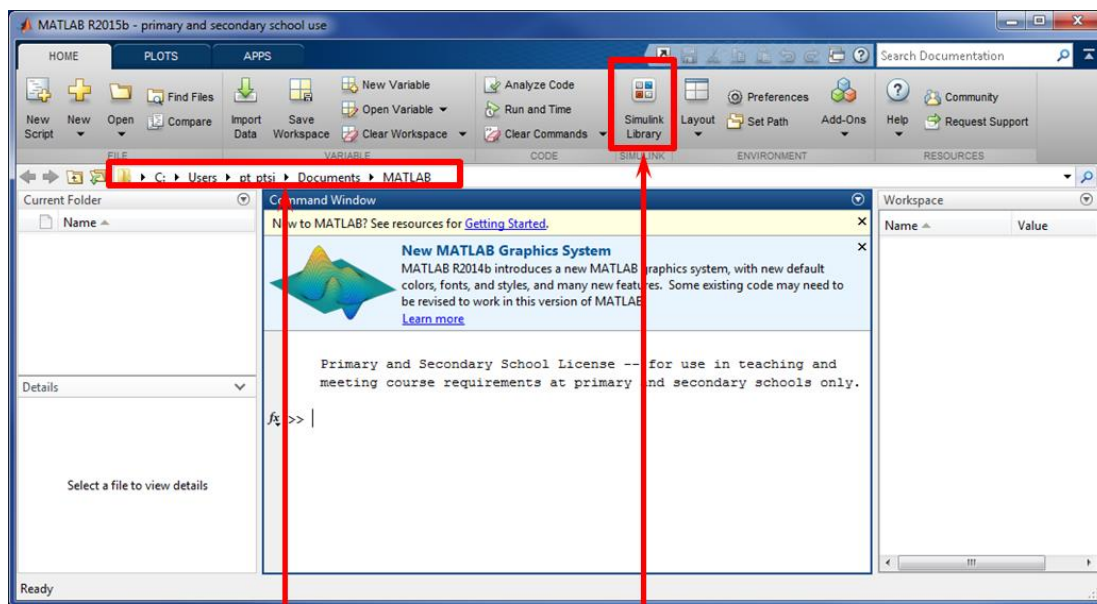 MATLAB R2015b - primary and secondary school use
HOME PLOTS APPS
Search Documentation
New Script
New
Open
Find Files
Compare
Import Data
Save Workspace
New Variable
Open Variable
Clear Workspace
Analyze Code
Run and Time
Clear Commands
Simulink Library
Layout
Preferences
Set Path
Add-Ons
Help
Community
Request Support
FILE VARIABLE CODE SIMULINK ENVIRONMENT RESOURCES
C: Users pt ptsi Documents MATLAB
Current Folder
Name
Command Window
New to MATLAB? See resources for Getting Started.
New MATLAB Graphics System
MATLAB R2014b introduces a new MATLAB graphics system, with new default
colors, fonts, and styles, and many new features. Some existing code may need to
be revised to work in this version of MATLAB
Learn more
Primary and Secondary School License -- for use in teaching and
meeting course requirements at primary and secondary schools only.
fx >>
Workspace
Name Value
Details
Select a file to view details
Ready